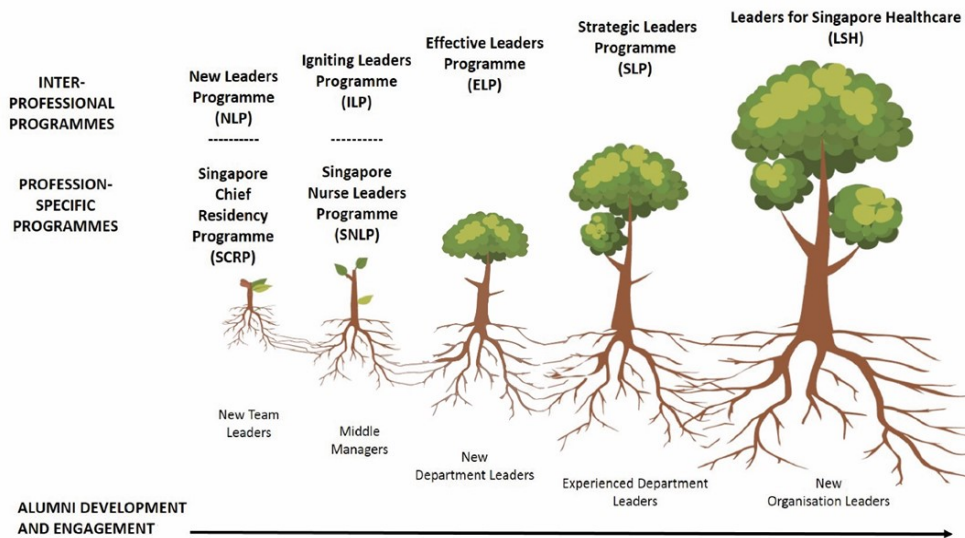 INTER-
PROFESSIONAL
PROGRAMMES
New Leaders
Programme
(NLP)
----------
Igniting Leaders
Programme
(ILP)
----------
Effective Leaders
Programme
(ELP)
Strategic Leaders
Programme
(SLP)
Leaders for Singapore Healthcare
(LSH)
PROFESSION-
SPECIFIC
PROGRAMMES
Singapore
Chief
Residency
Programme
(SCRP)
Singapore
Nurse Leaders
Programme
(SNLP)
New Team
Leaders
Middle
Managers
New
Department Leaders
Experienced Department
Leaders
New
Organisation Leaders
ALUMNI DEVELOPMENT
AND ENGAGEMENT